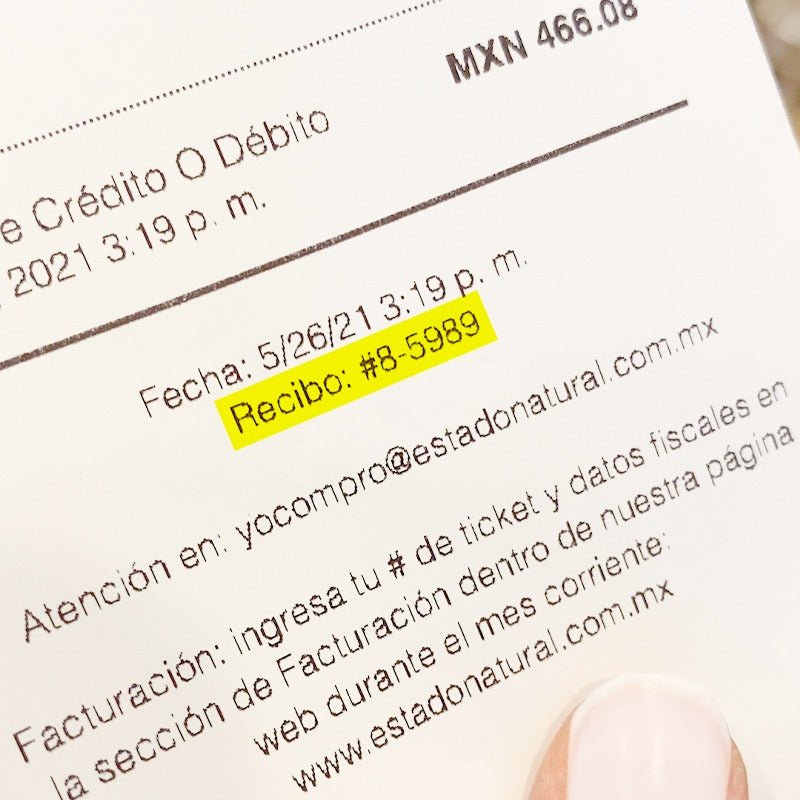 MXN 466.08
e Crédito O Débito
, 2021 3:19 p. m.
Fecha: 5/26/21 3:19 p. m.
Recibo: #8-5989
Atención en: yocompro@estadonatural.com.mx
Facturación: ingresa tu # de ticket y datos fiscales en
la sección de Facturación dentro de nuestra página
web durante el mes corriente:
www.estadonatural.com.mx